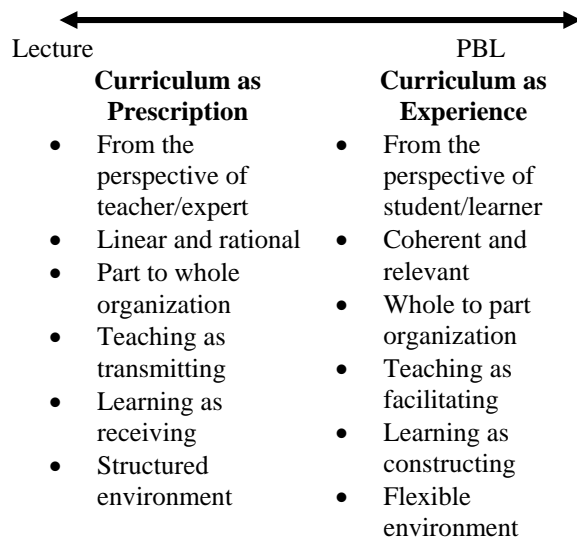 Lecture PBL
Curriculum as
Prescription
• From the
perspective of
teacher/expert
• Linear and rational
• Part to whole
organization
• Teaching as
transmitting
• Learning as
receiving
• Structured
environment
Curriculum as
Experience
• From the
perspective of
student/learner
• Coherent and
relevant
• Whole to part
organization
• Teaching as
facilitating
• Learning as
constructing
• Flexible
environment